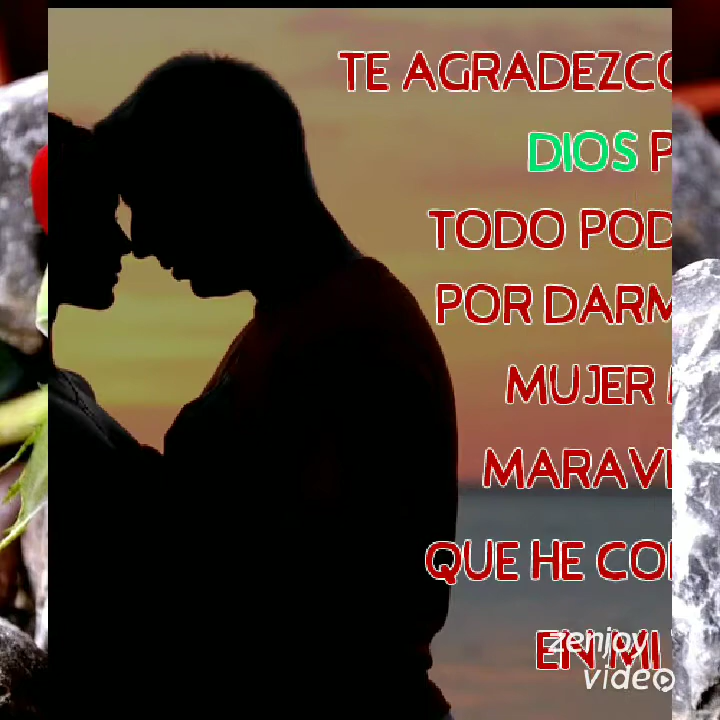 TE AGRADEZCO
DIOS P
TODO POD
POR DARM
MUJER
MARAVI
QUE HE CO
EN MI
zenjoy
video